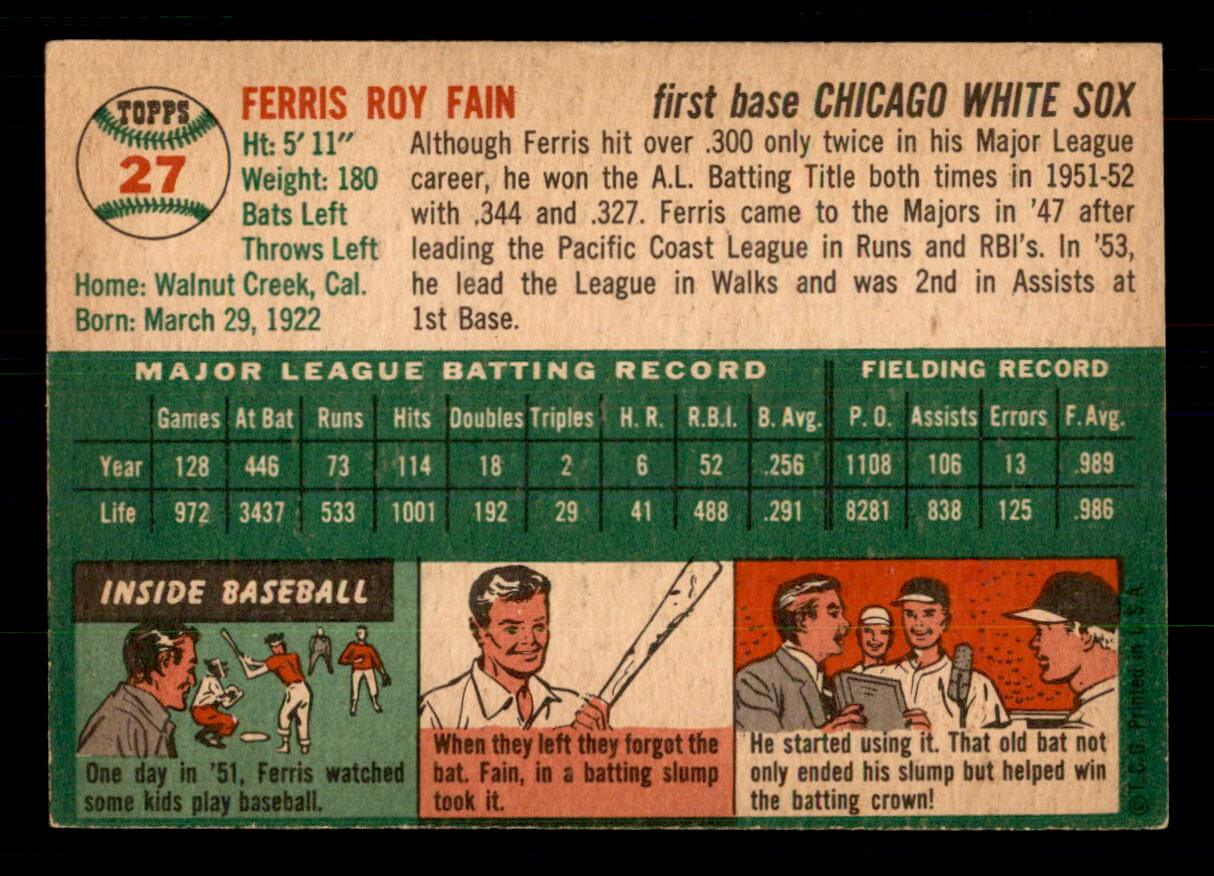 TOPPS
27
FERRIS ROY FAIN
first base CHICAGO WHITE SOX
Ht: 5' 11"
Weight: 180
Bats Left
Throws Left
Home: Walnut Creek, Cal.
Born: March 29, 1922
Although Ferris hit over .300 only twice in his Major League
career, he won the A.L. Batting Title both times in 1951-52
with .344 and .327. Ferris came to the Majors in '47 after
leading the Pacific Coast League in Runs and RBI's. In '53,
he lead the League in Walks and was 2nd in Assists at
1st Base.
MAJOR LEAGUE BATTING RECORD FIELDING RECORD
Games At Bat Runs Hits Doubles Triples H. R. R.B.I. B. Avg. P. O. Assists Errors F. Avg.
Year 128 446 73 114 18 2 6 52 .256 1108 106 13 .989
Life 972 3437 533 1001 192 29 41 488 .291 8281 838 125 .986
INSIDE BASEBALL
One day in '51, Ferris watched
some kids play baseball.
When they left they forgot the
bat. Fain, in a batting slump
took it.
He started using it. That old bat not
only ended his slump but helped win
the batting crown!
© T. C. G. Printed in U. S. A.